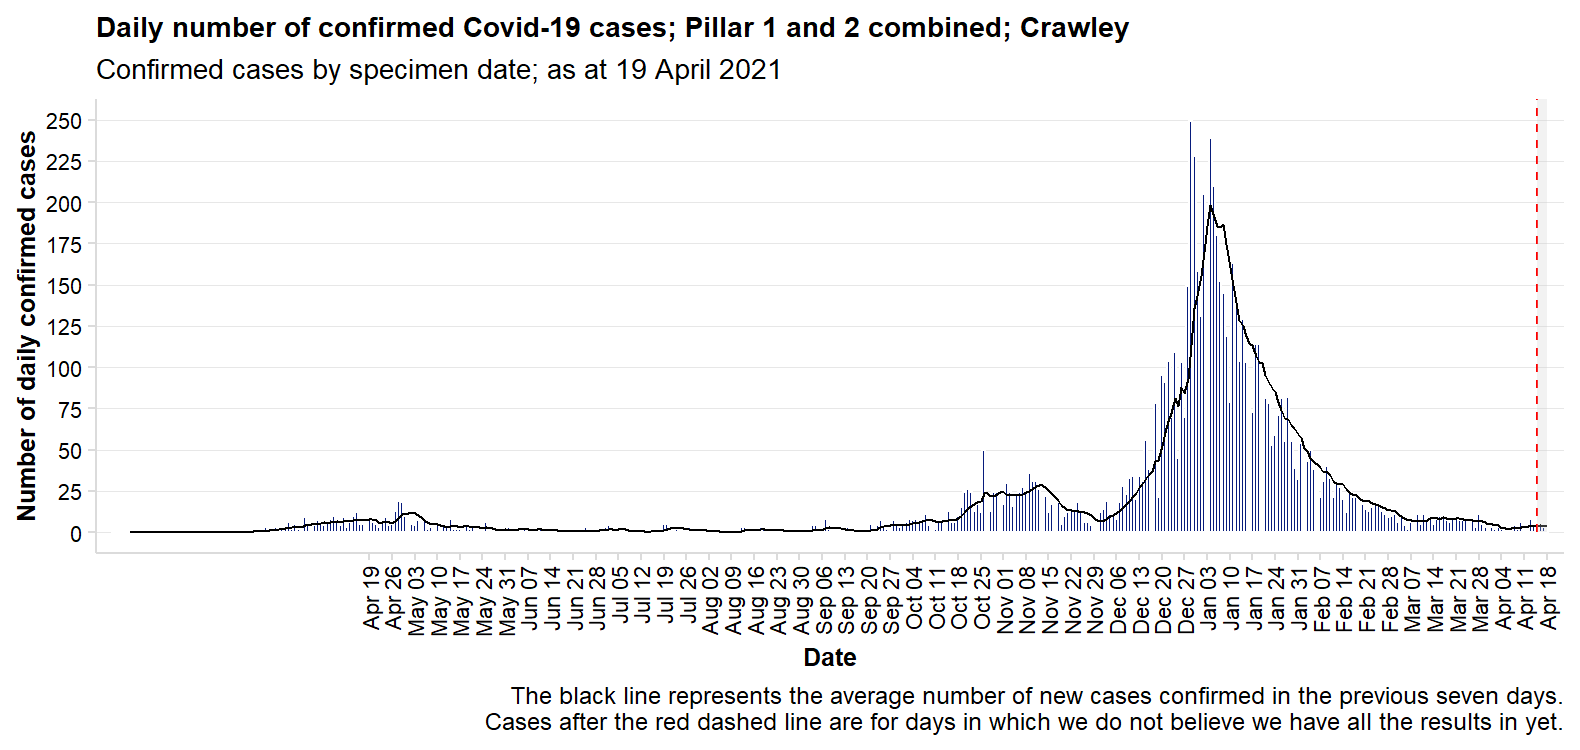 Daily number of confirmed Covid-19 cases; Pillar 1 and 2 combined; Crawley
Confirmed cases by specimen date; as at 19 April 2021
Number of daily confirmed cases
250
225
200
175
150
125
100
75
50
25
0
Apr 19
Apr 26
May 03
May 10
May 17
May 24
May 31
Jun 07
Jun 14
Jun 21
Jun 28
Jul 05
Jul 12
Jul 19
Jul 26
Aug 02
Aug 09
Aug 16
Aug 23
Aug 30
Sep 06
Sep 13
Sep 20
Sep 27
Oct 04
Oct 11
Oct 18
Oct 25
Nov 01
Nov 08
Nov 15
Nov 22
Nov 29
Dec 06
Dec 13
Dec 20
Dec 27
Jan 03
Jan 10
Jan 17
Jan 24
Jan 31
Feb 07
Feb 14
Feb 21
Feb 28
Mar 07
Mar 14
Mar 21
Mar 28
Apr 04
Apr 11
Apr 18
Date
The black line represents the average number of new cases confirmed in the previous seven days.
Cases after the red dashed line are for days in which we do not believe we have all the results in yet.